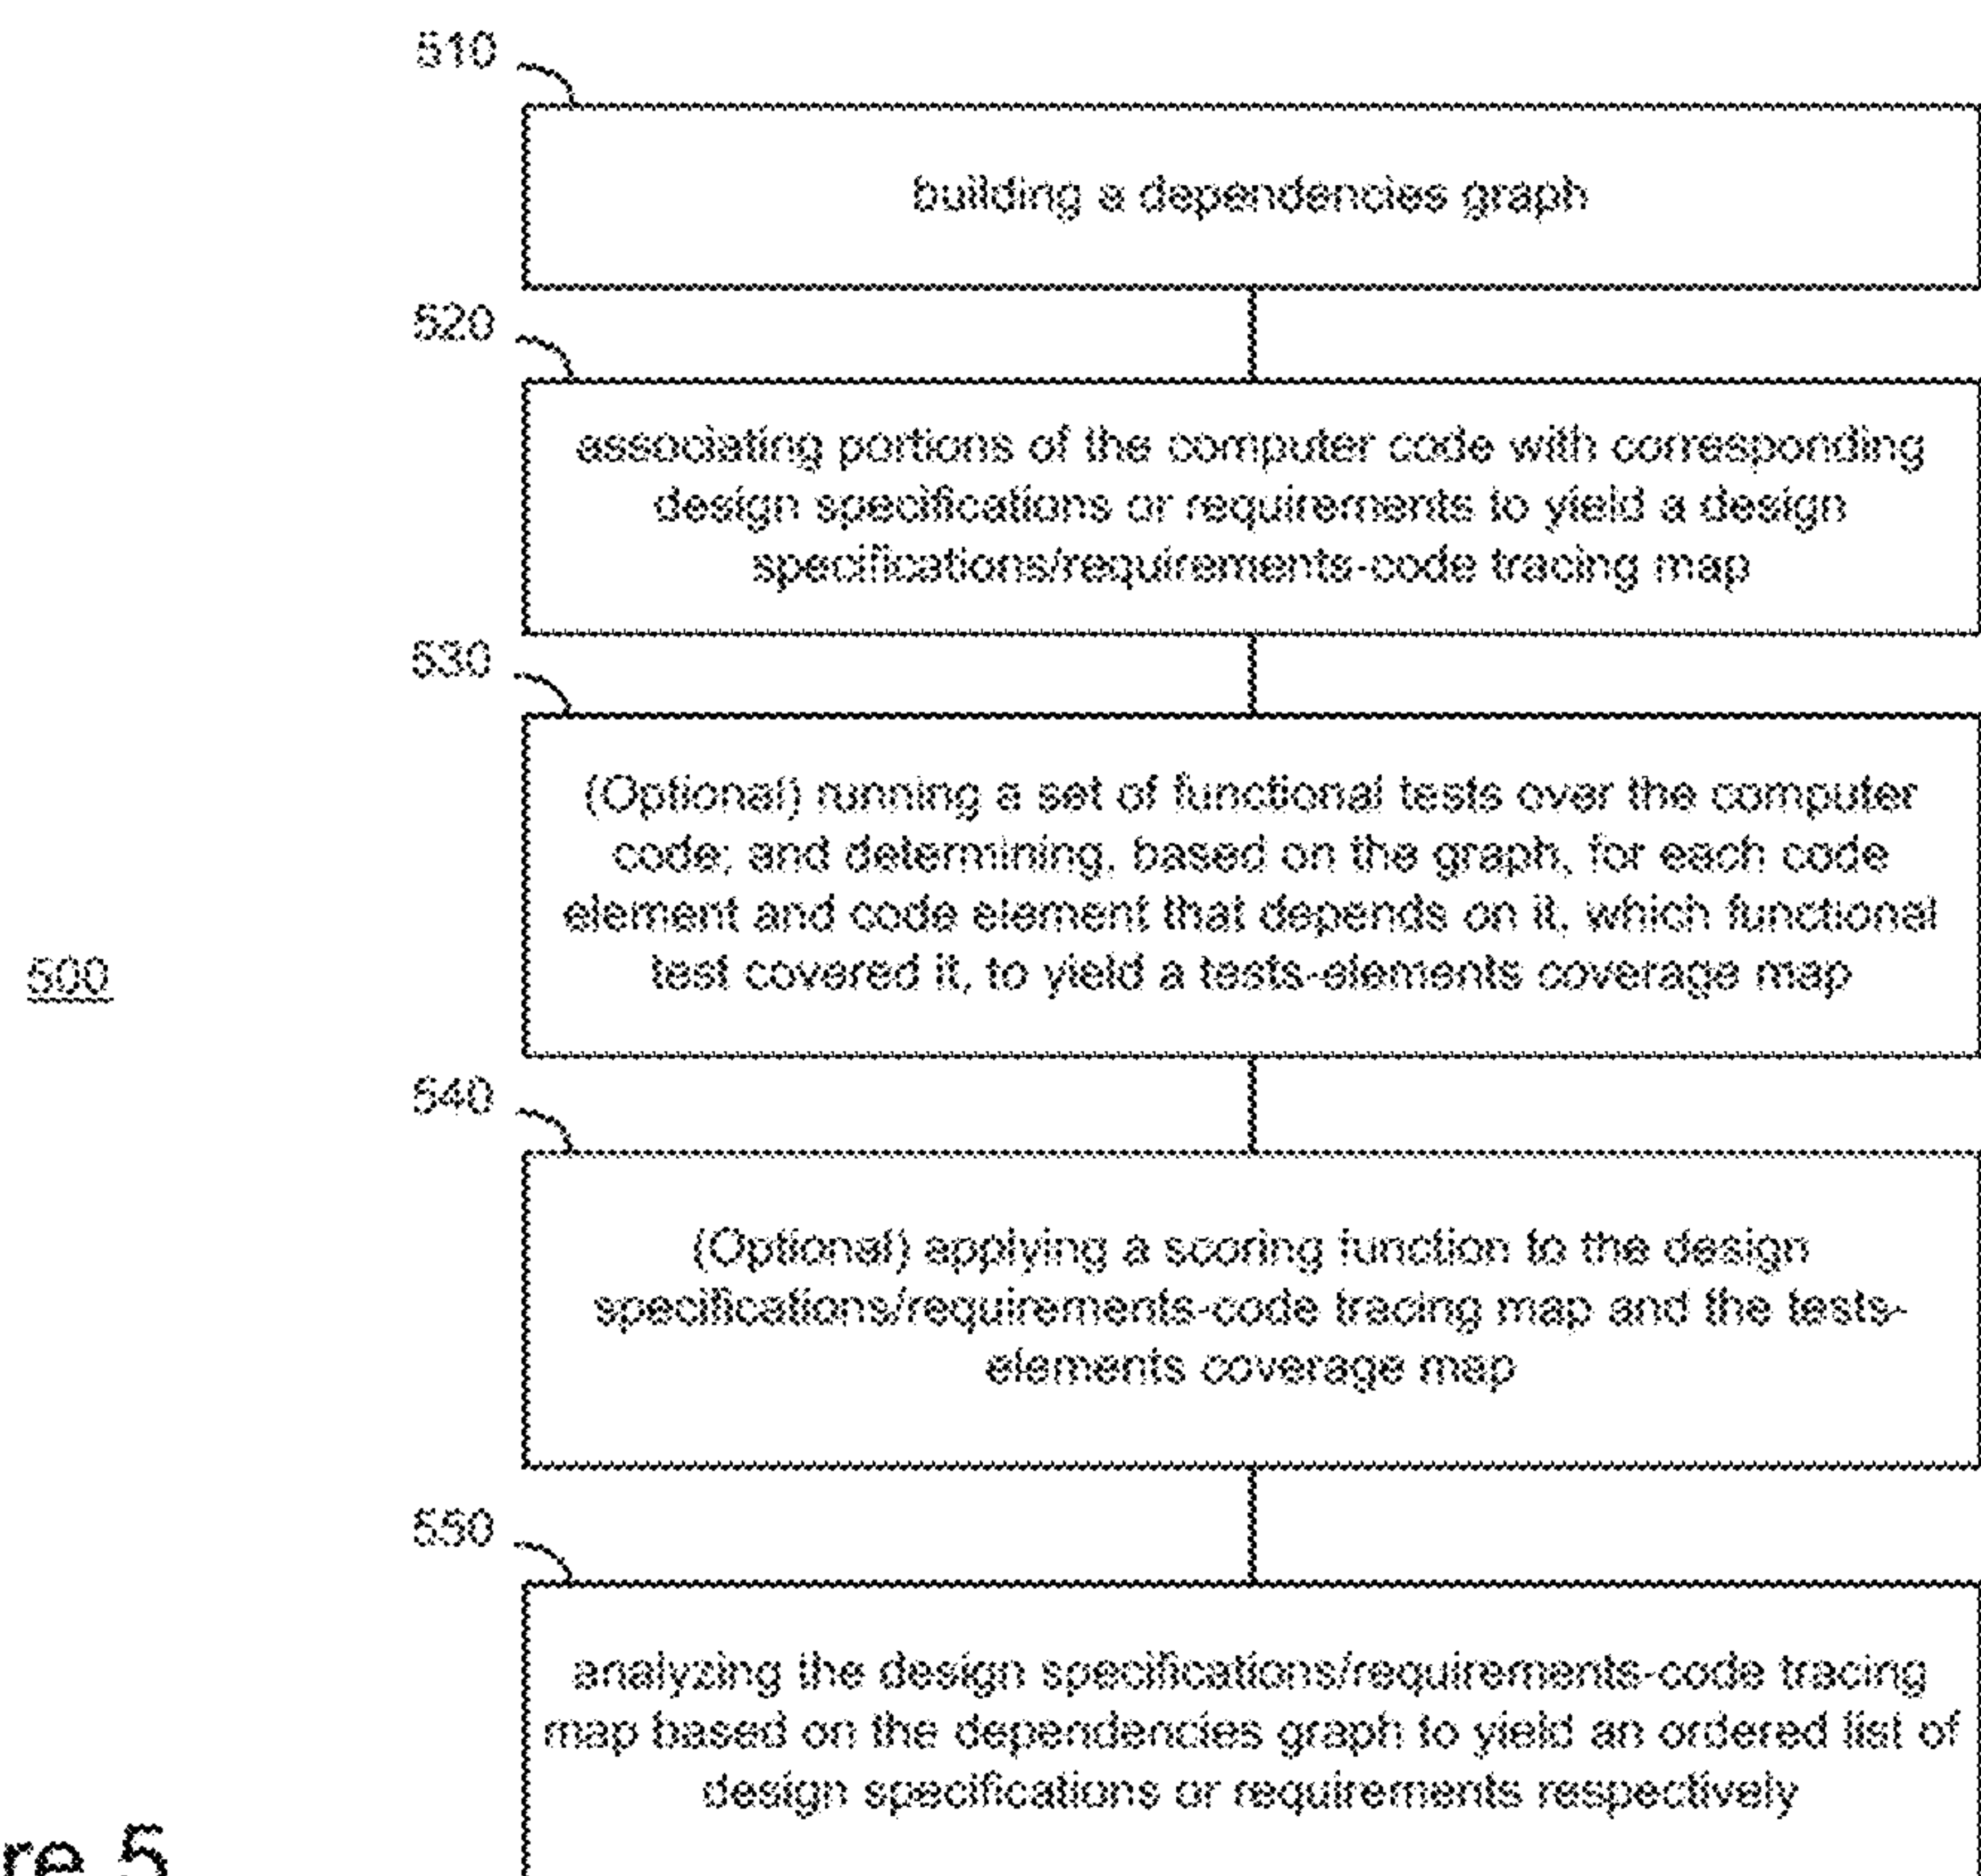 510
building a dependencies graph
520
associating portions of the computer code with corresponding
design specifications or requirements to yield a design
specifications/requirements-code tracing map
530
(Optional) running a set of functional tests over the computer
code; and determining, based on the graph, for each code
element and code element that depends on it, which functional
test covered it, to yield a tests-elements coverage map
500
540
(Optional) applying a scoring function to the design
specifications/requirements-code tracing map and the tests-
elements coverage map
550
analyzing the design specifications/requirements-code tracing
map based on the dependencies graph to yield an ordered list of
design specifications or requirements respectively
re 5